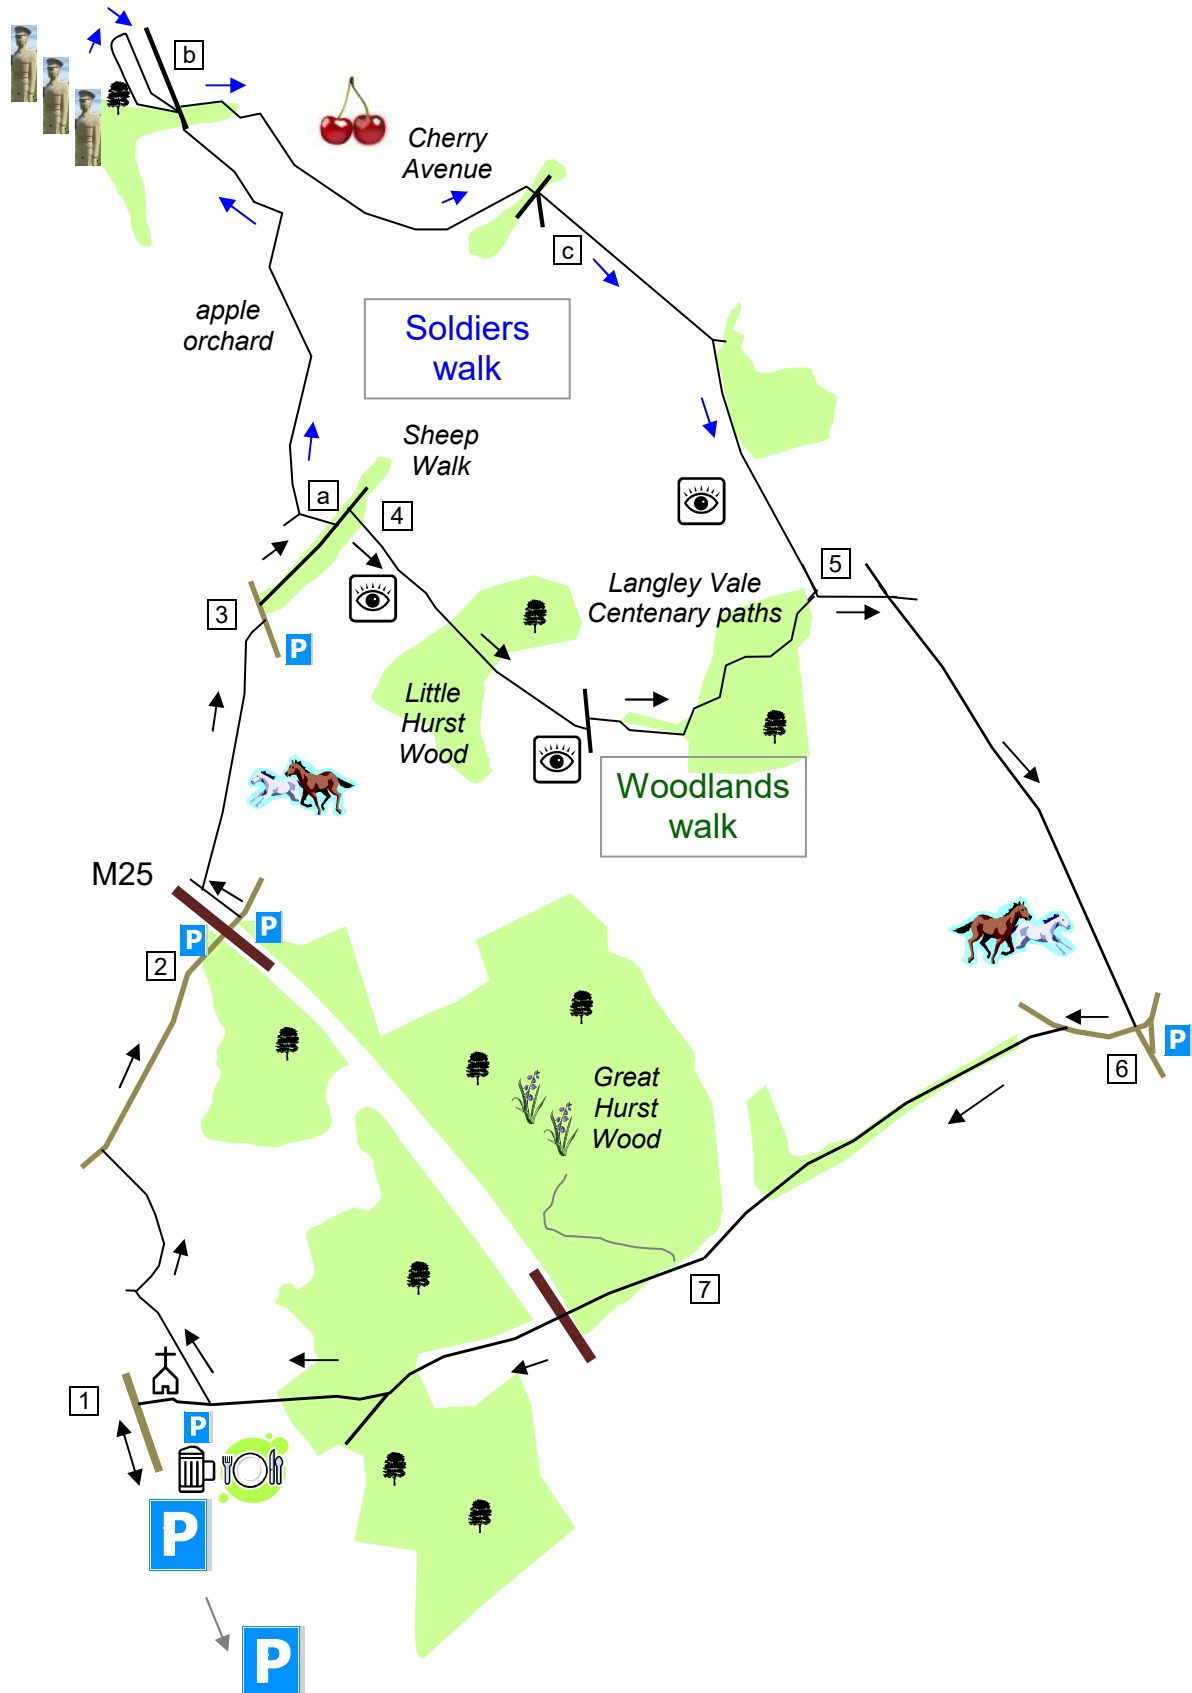 b
Cherry
Avenue
c
apple
orchard
Soldiers
walk
Sheep
Walk
a
4
5
Langley Vale
Centenary paths
3
P
Little
Hurst
Wood
Woodlands
walk
M25
P
P
2
P
6
Great
Hurst
Wood
7
1
P
P
P